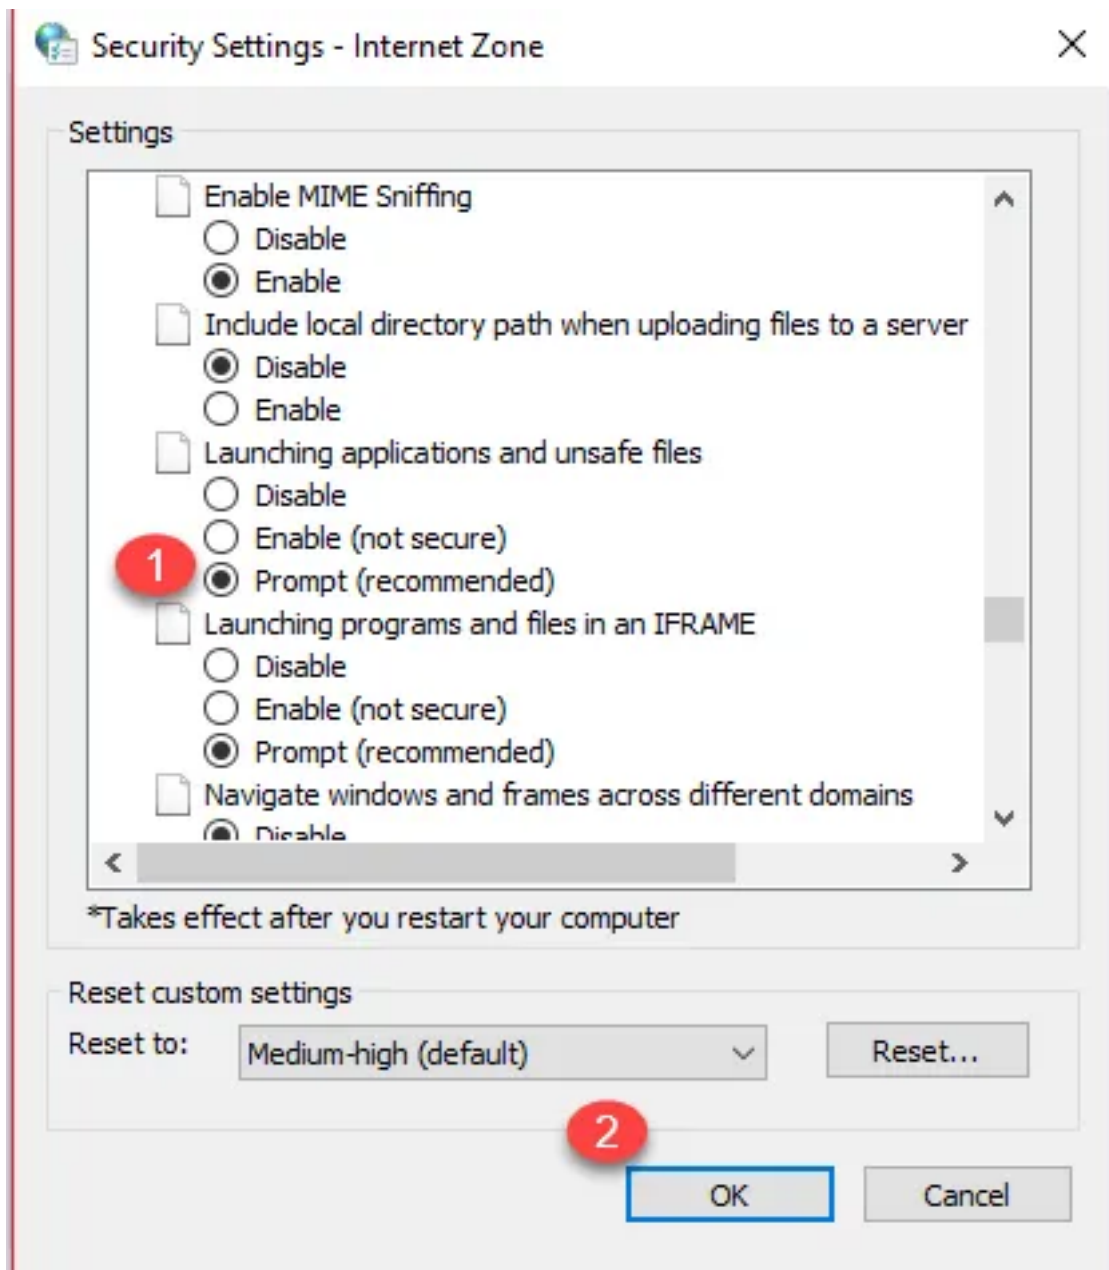 Security Settings - Internet Zone
Settings
Enable MIME Sniffing
Disable
Enable
Include local directory path when uploading files to a server
Disable
Enable
Launching applications and unsafe files
Disable
Enable (not secure)
1
Prompt (recommended)
Launching programs and files in an IFRAME
Disable
Enable (not secure)
Prompt (recommended)
Navigate windows and frames across different domains
Disable
*Takes effect after you restart your computer
Reset custom settings
Reset to:
Medium-high (default)
Reset...
2
OK
Cancel